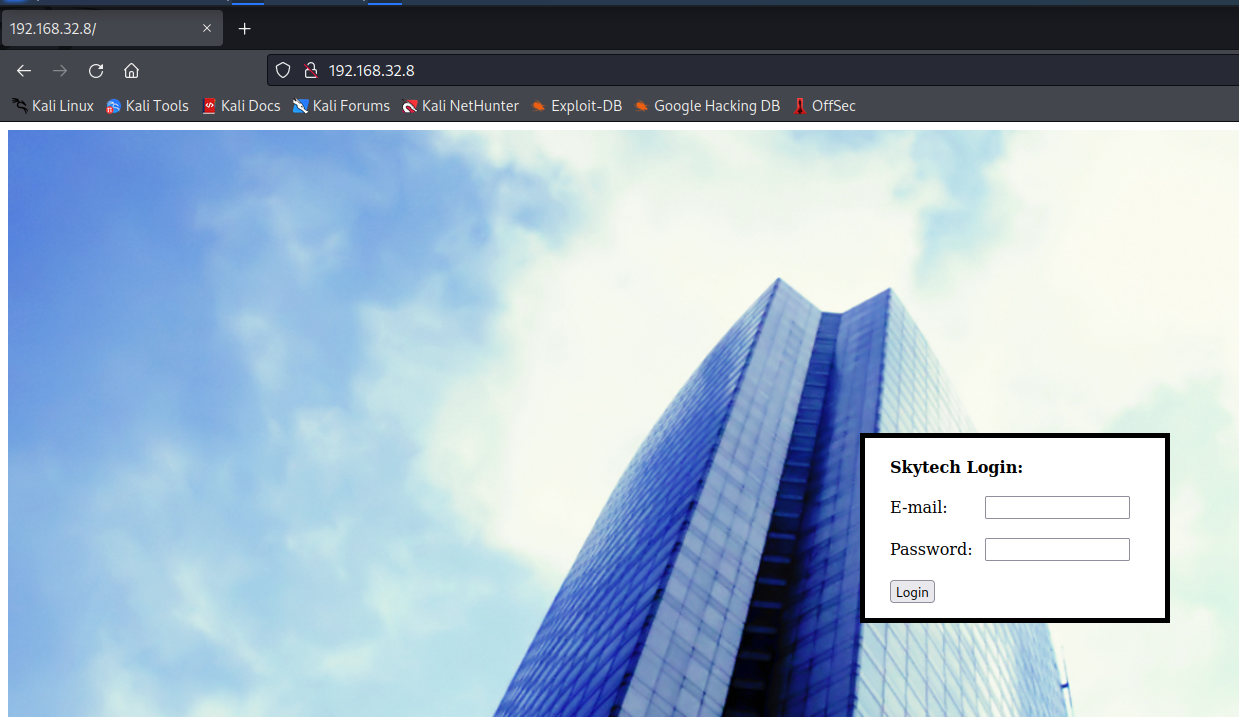 192.168.32.8/
192.168.32.8
Kali Linux Kali Tools Kali Docs Kali Forums Kali NetHunter Exploit-DB Google Hacking DB OffSec
Skytech Login:
E-mail:
Password:
Login